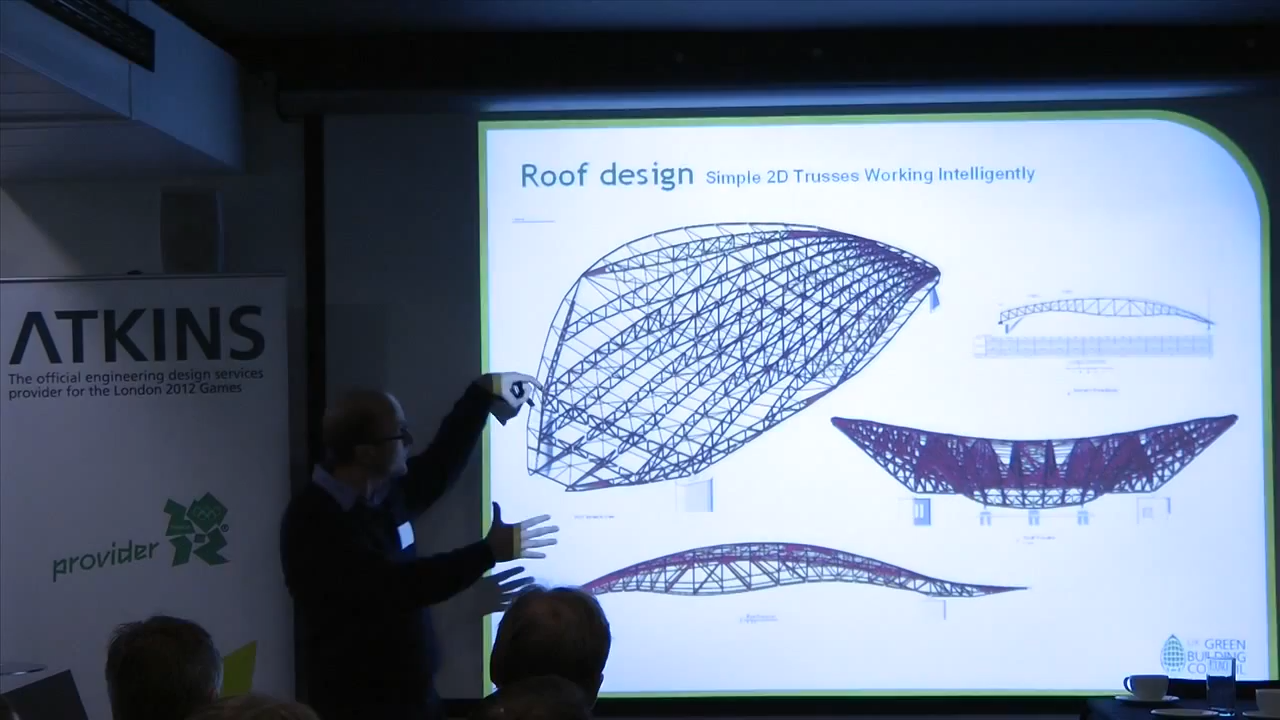 Roof design Simple 2D Trusses Working Intelligently
ATKINS
The official engineering design services
provider for the London 2012 Games
provider
UK GREEN
BUILDING
COUNCIL